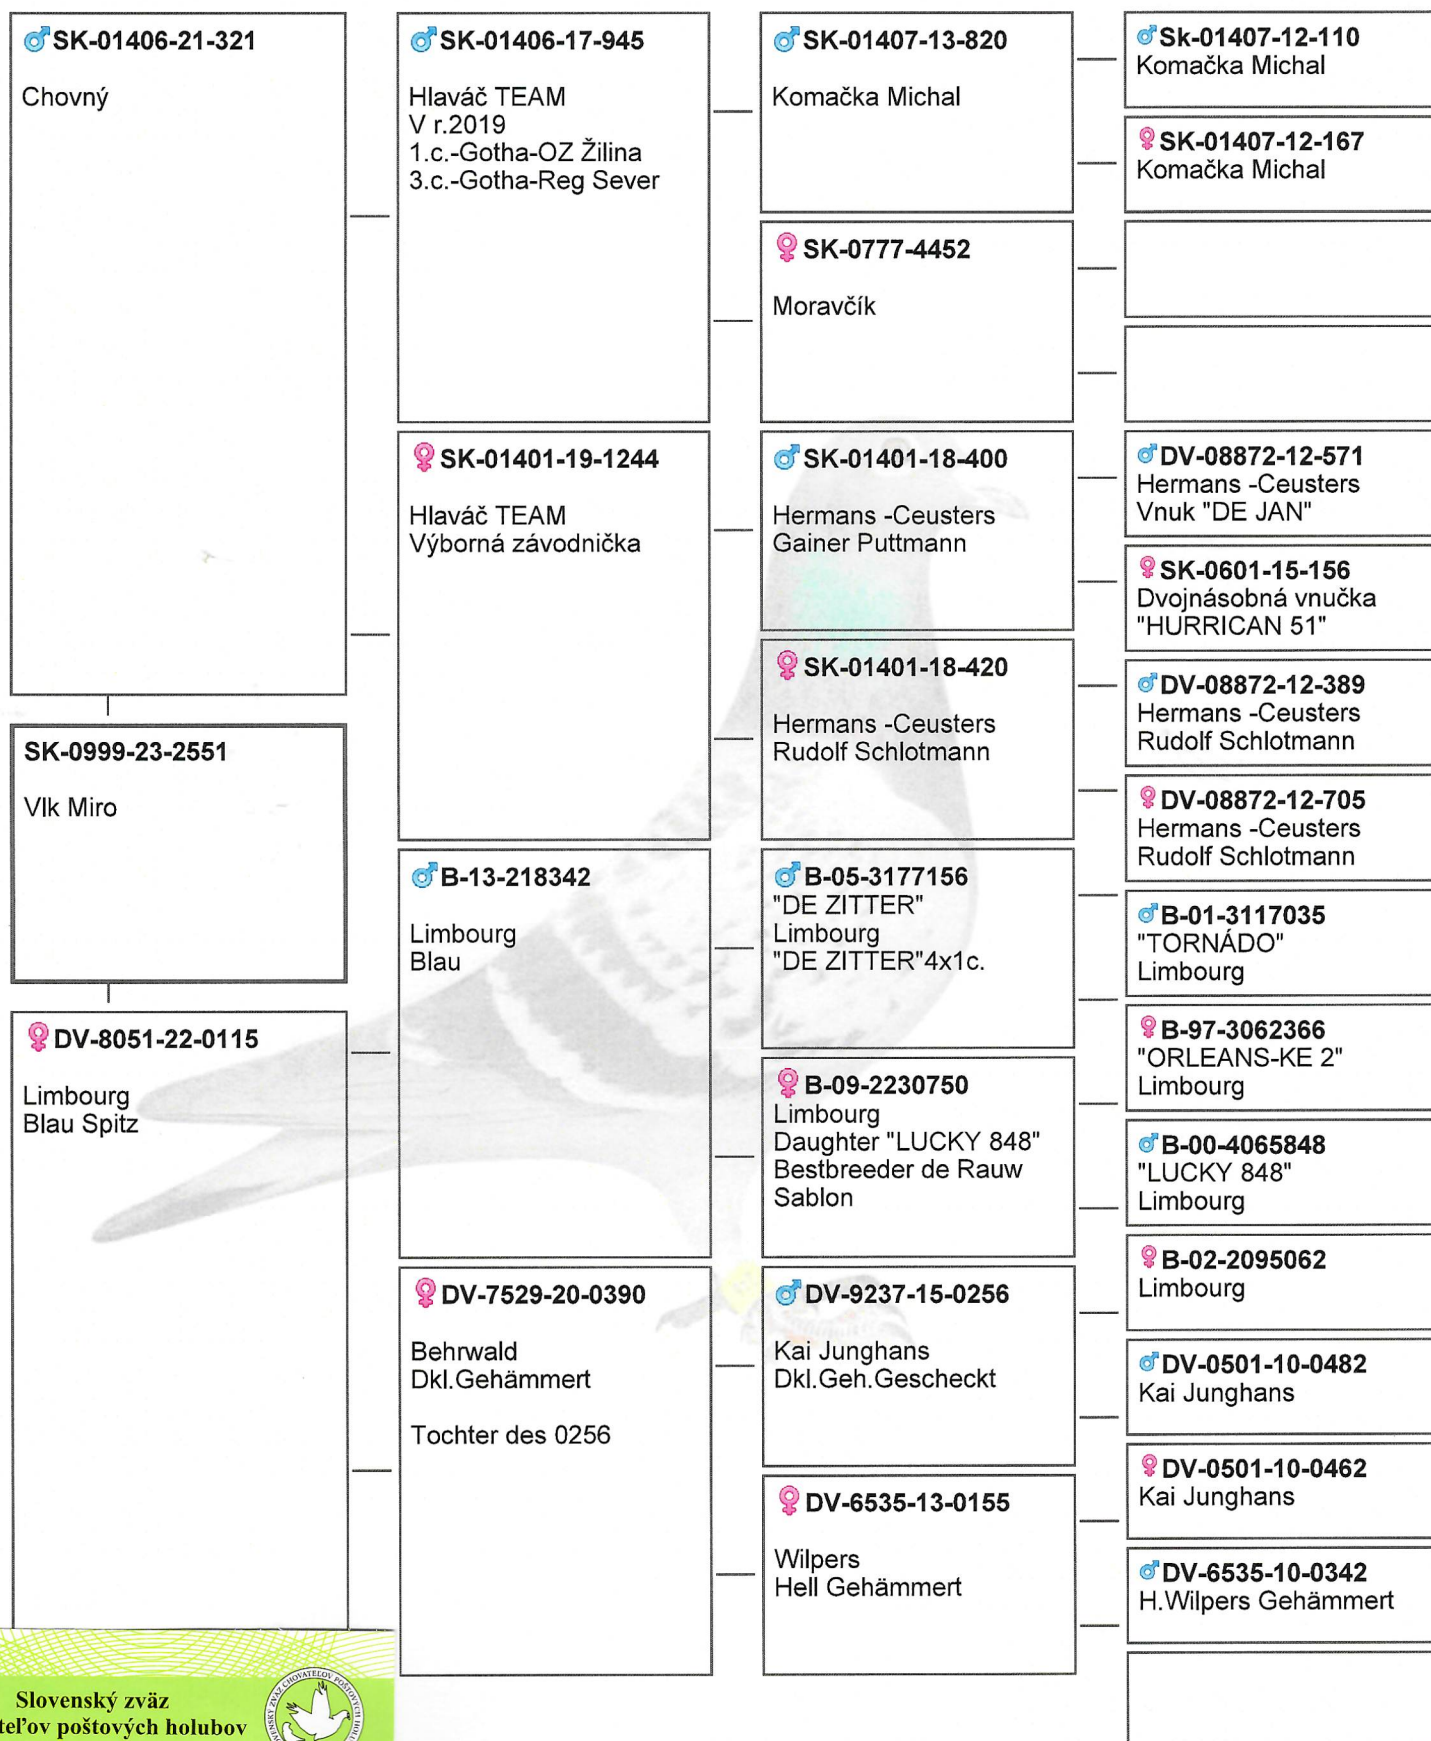 SK-01406-21-321
Chovný
SK-0999-23-2551
Vlk Miro
DV-8051-22-0115
Limbourg
Blau Spitz
SK-01406-17-945
Hlaváč TEAM
V r.2019
1.c.-Gotha-OZ Žilina
3.c.-Gotha-Reg Sever
SK-01401-19-1244
Hlaváč TEAM
Výborná závodnička
B-13-218342
Limbourg
Blau
DV-7529-20-0390
Behrwald
Dkl.Gehämmert
Tochter des 0256
SK-01407-13-820
Komačka Michal
SK-0777-4452
Moravčík
SK-01401-18-400
Hermans -Ceusters
Gainer Puttmann
SK-01401-18-420
Hermans -Ceusters
Rudolf Schlotmann
B-05-3177156
"DE ZITTER"
Limbourg
"DE ZITTER"4x1c.
B-09-2230750
Limbourg
Daughter "LUCKY 848"
Bestbreeder de Rauw
Sablon
DV-9237-15-0256
Kai Junghans
Dkl.Geh.Gescheckt
DV-6535-13-0155
Wilpers
Hell Gehämmert
Sk-01407-12-110
Komačka Michal
SK-01407-12-167
Komačka Michal
DV-08872-12-571
Hermans -Ceusters
Vnuk "DE JAN"
SK-0601-15-156
Dvojnásobná vnučka
"HURRICAN 51"
DV-08872-12-389
Hermans -Ceusters
Rudolf Schlotmann
DV-08872-12-705
Hermans -Ceusters
Rudolf Schlotmann
B-01-3117035
"TORNÁDO"
Limbourg
B-97-3062366
"ORLEANS-KE 2"
Limbourg
B-00-4065848
"LUCKY 848"
Limbourg
B-02-2095062
Limbourg
DV-0501-10-0482
Kai Junghans
DV-0501-10-0462
Kai Junghans
DV-6535-10-0342
H.Wilpers Gehämmert
Slovenský zväz
teľov poštových holubov